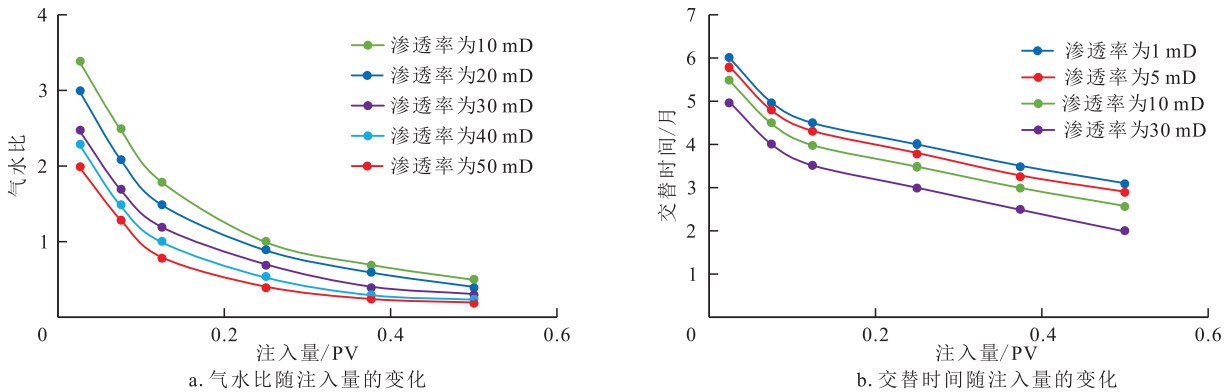 4
3
2
1
0
0.2
0.4
0.6
气水比
注入量/PV
渗透率为10 mD
渗透率为20 mD
渗透率为30 mD
渗透率为40 mD
渗透率为50 mD
a. 气水比随注入量的变化
7
6
5
4
3
2
1
0
0.2
0.4
0.6
交替时间/月
注入量/PV
渗透率为1 mD
渗透率为5 mD
渗透率为10 mD
渗透率为30 mD
b. 交替时间随注入量的变化